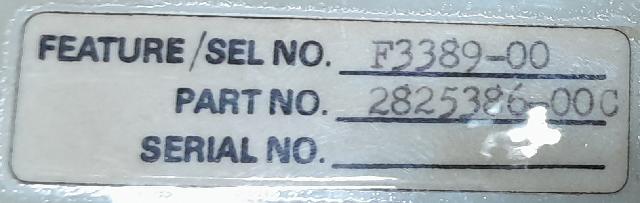 FEATURE/SEL NO. F3389-00
PART NO. 2825386-00C
SERIAL NO.